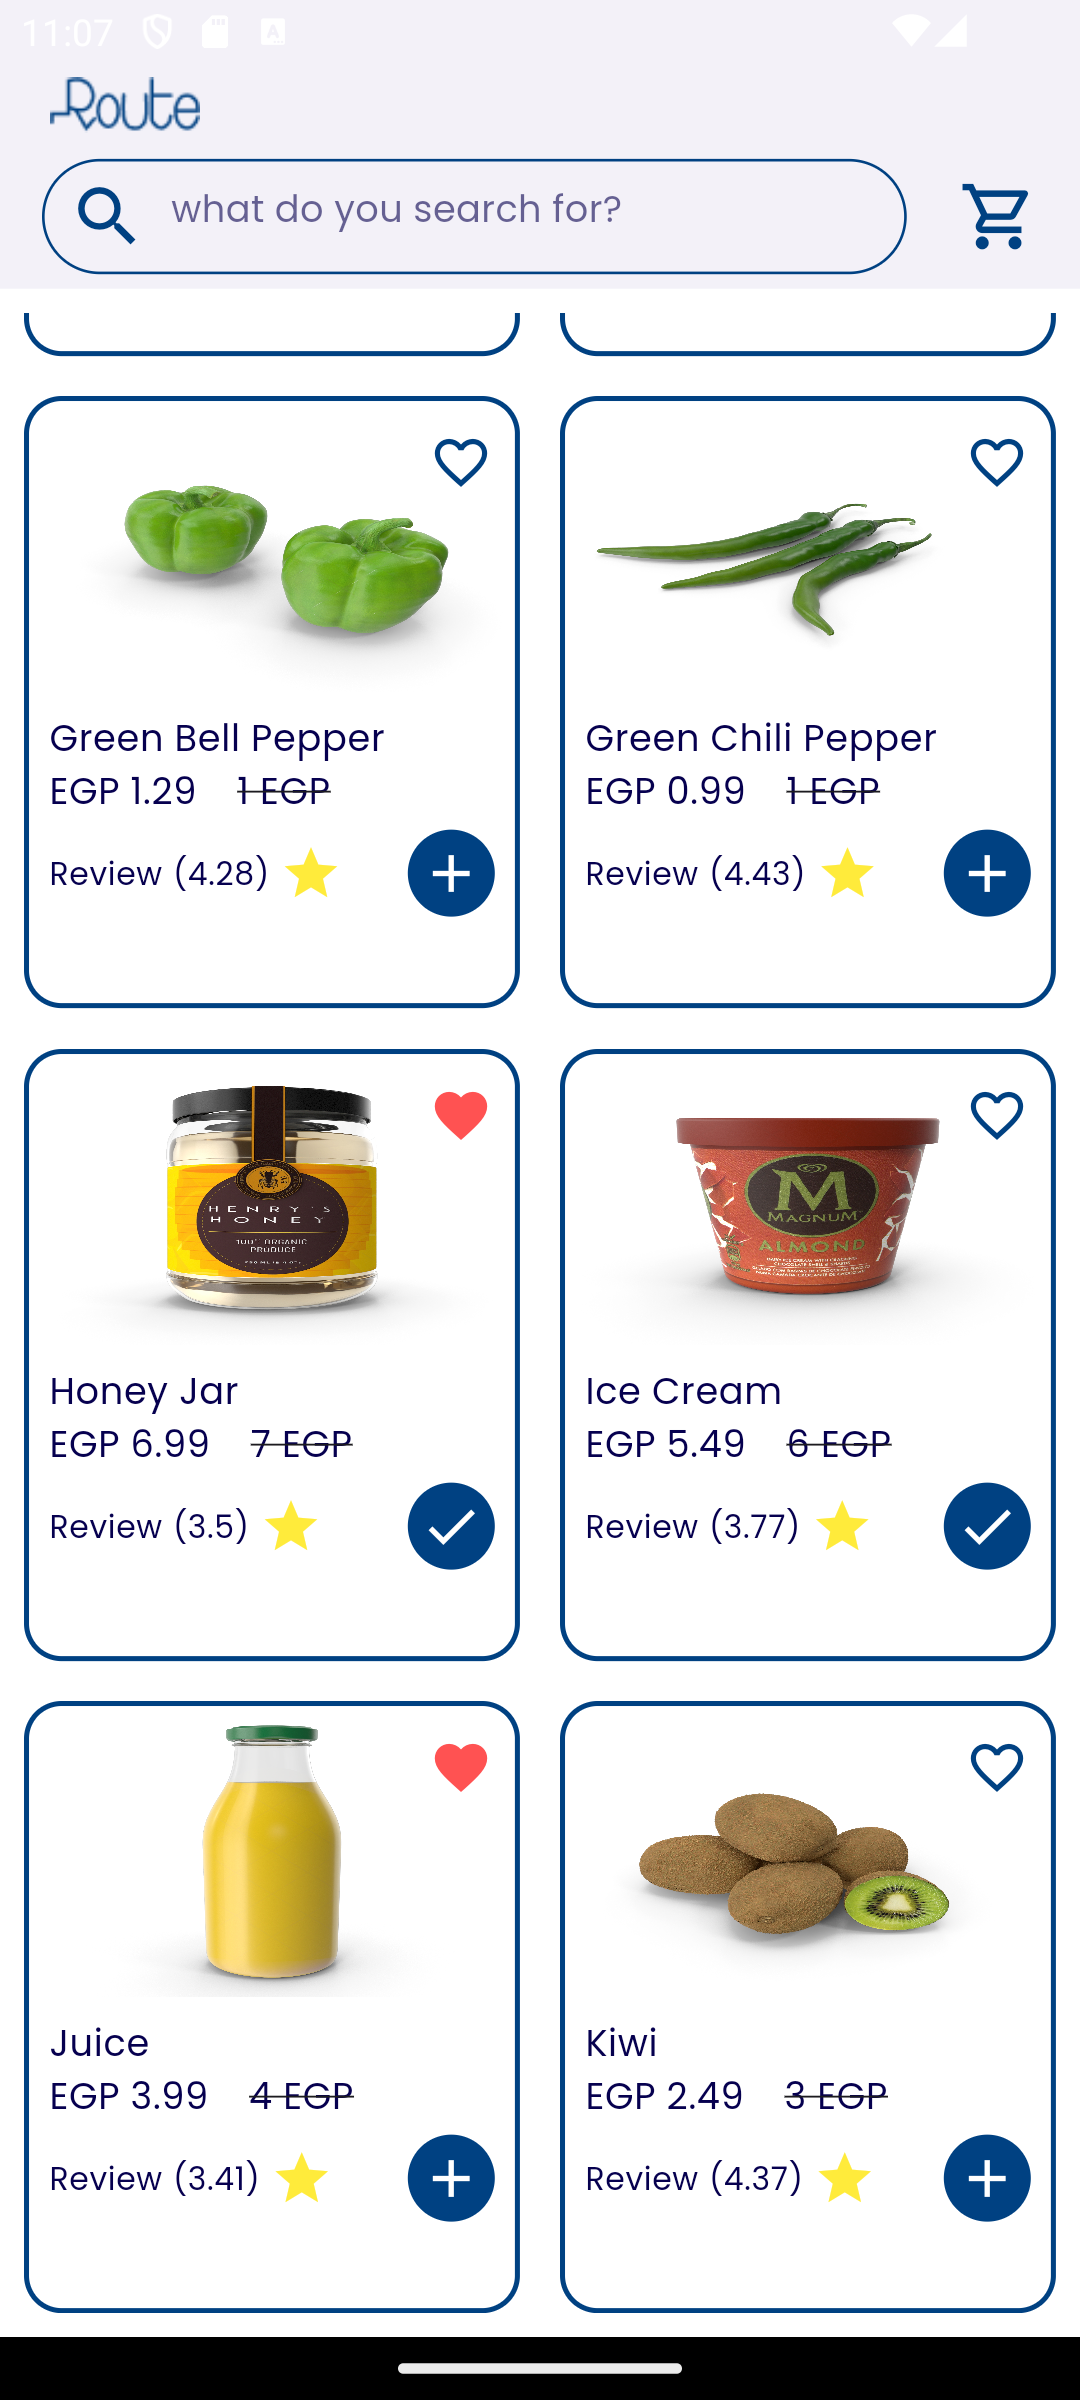 11:07
Route
what do you search for?
Green Bell Pepper
EGP 1.29 1 EGP
Review (4.28)
Green Chili Pepper
EGP 0.99 1 EGP
Review (4.43)
HENRY'S
HONEY
100% ORGANIC
PRODUCE
Honey Jar
EGP 6.99 7 EGP
Review (3.5)
M
MAGNUM
ALMOND
Ice Cream
EGP 5.49 6 EGP
Review (3.77)
Juice
EGP 3.99 4 EGP
Review (3.41)
Kiwi
EGP 2.49 3 EGP
Review (4.37)